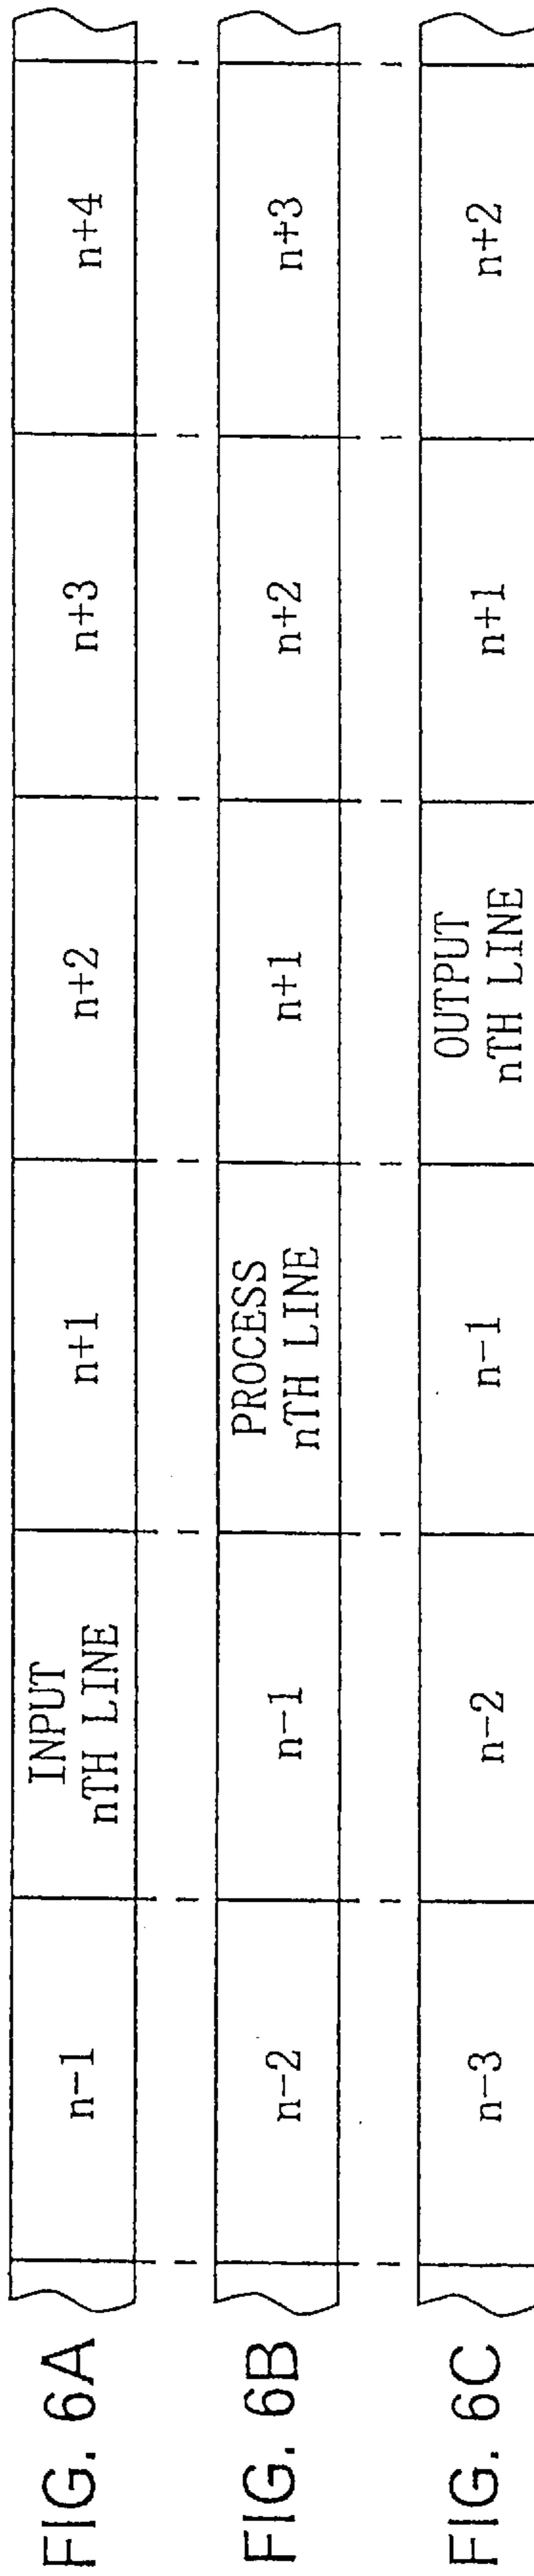 FIG. 6A
n-1
INPUT
nTH LINE
n+1
n+2
n+3
n+4
FIG. 6B
n-2
n-1
PROCESS
nTH LINE
n+1
n+2
n+3
FIG. 6C
n-3
n-2
n-1
OUTPUT
nTH LINE
n+1
n+2